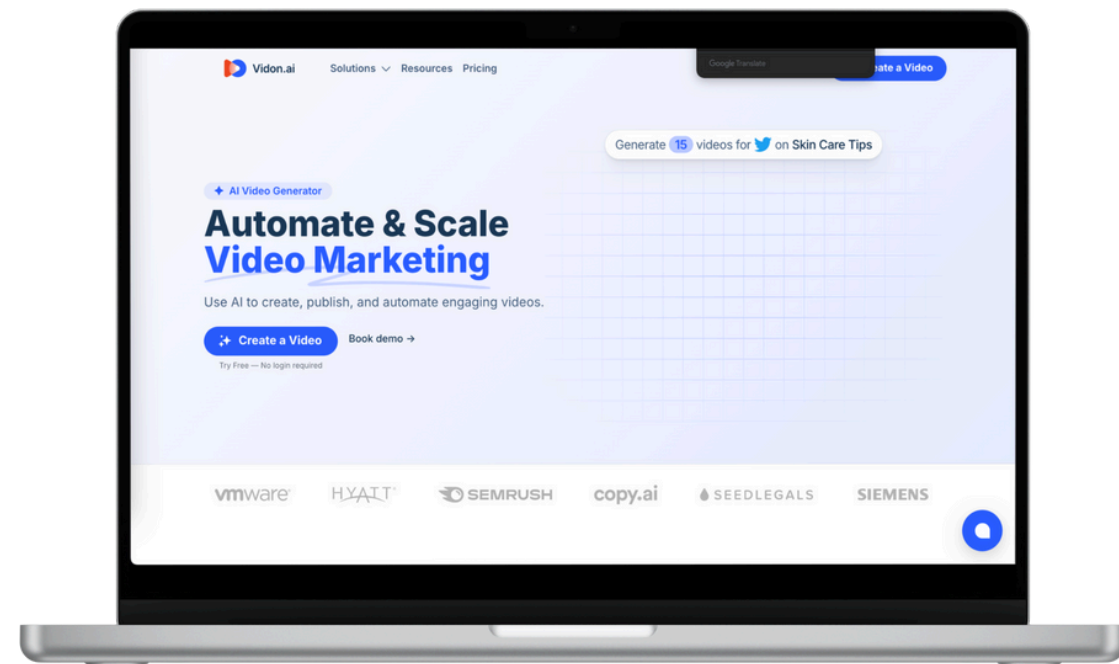 Vidon.ai Solutions Resources Pricing
Google Translate
ate a Video
Generate 15 videos for on Skin Care Tips
AI Video Generator
Automate & Scale
Video Marketing
Use AI to create, publish, and automate engaging videos.
Create a Video Book demo →
Try Free — No login required
vmware HYATT SEMRUSH copy.ai SEEDLEGALS SIEMENS